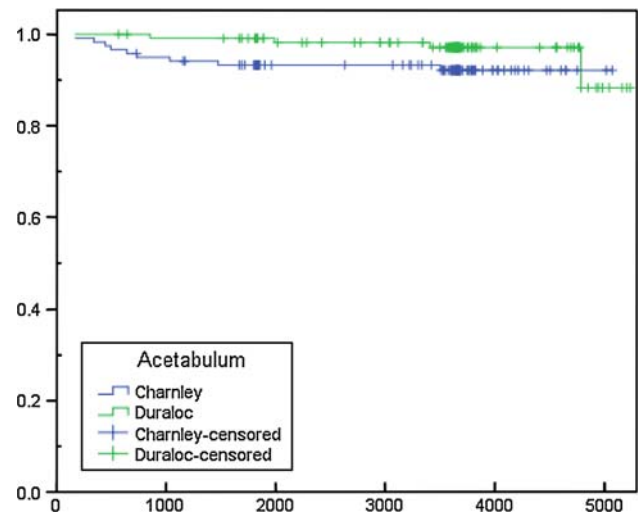 1.0
0.8
0.6
0.4
0.2
0.0
Acetabulum
Charnley
Duraloc
Charnley-censored
Duraloc-censored
0 1000 2000 3000 4000 5000